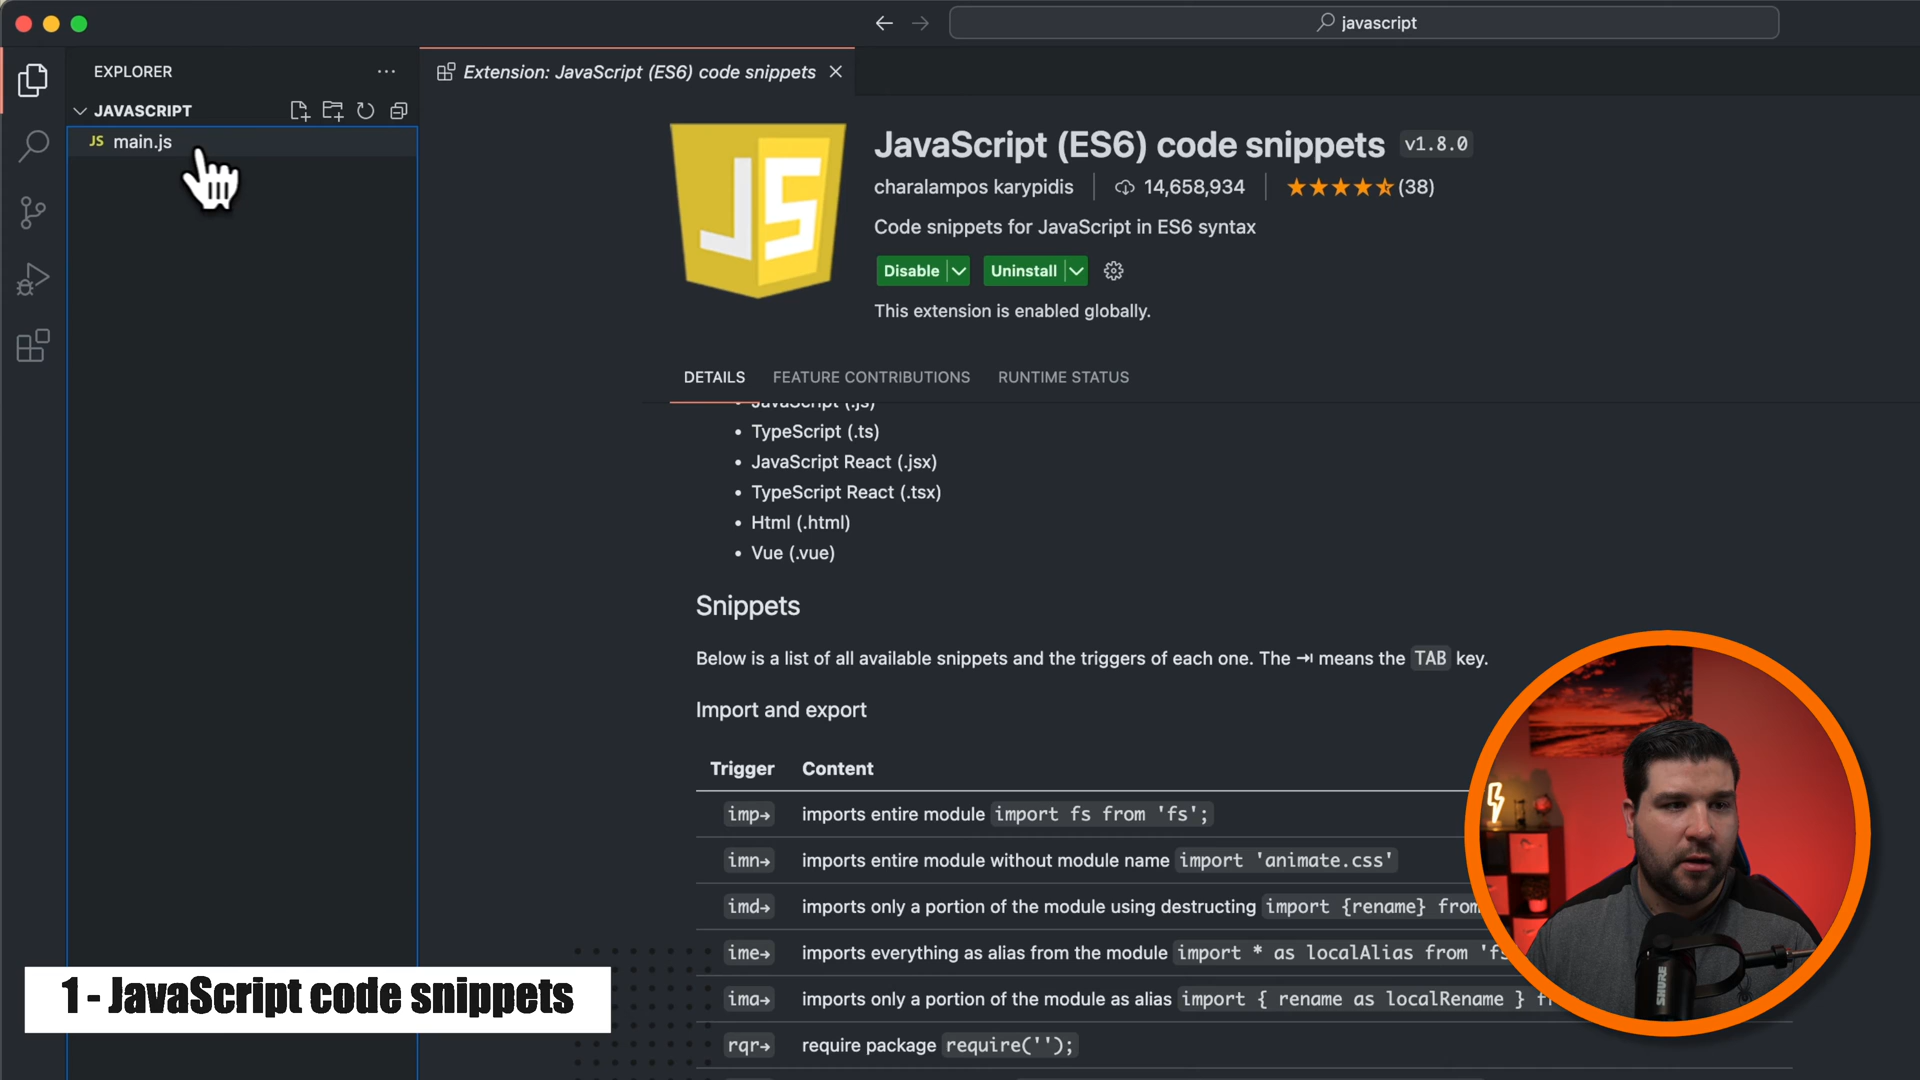 javascript
EXPLORER
Extension: JavaScript (ES6) code snippets
JAVASCRIPT
JS main.js
JS
JavaScript (ES6) code snippets v1.8.0
charalampos karypidis 14,658,934 (38)
Code snippets for JavaScript in ES6 syntax
Disable Uninstall
This extension is enabled globally.
DETAILS FEATURE CONTRIBUTIONS RUNTIME STATUS
• JavaScript (.js)
• TypeScript (.ts)
• JavaScript React (.jsx)
• TypeScript React (.tsx)
• Html (.html)
• Vue (.vue)
Snippets
Below is a list of all available snippets and the triggers of each one. The ⇥ means the TAB key.
Import and export
Trigger Content
imp→ imports entire module import fs from 'fs';
imn→ imports entire module without module name import 'animate.css'
imd→ imports only a portion of the module using destructing import {rename} from
ime→ imports everything as alias from the module import * as localAlias from 'fs
ima→ imports only a portion of the module as alias import { rename as localRename } fr
rqr→ require package require('');
1 - JavaScript code snippets
SHURE